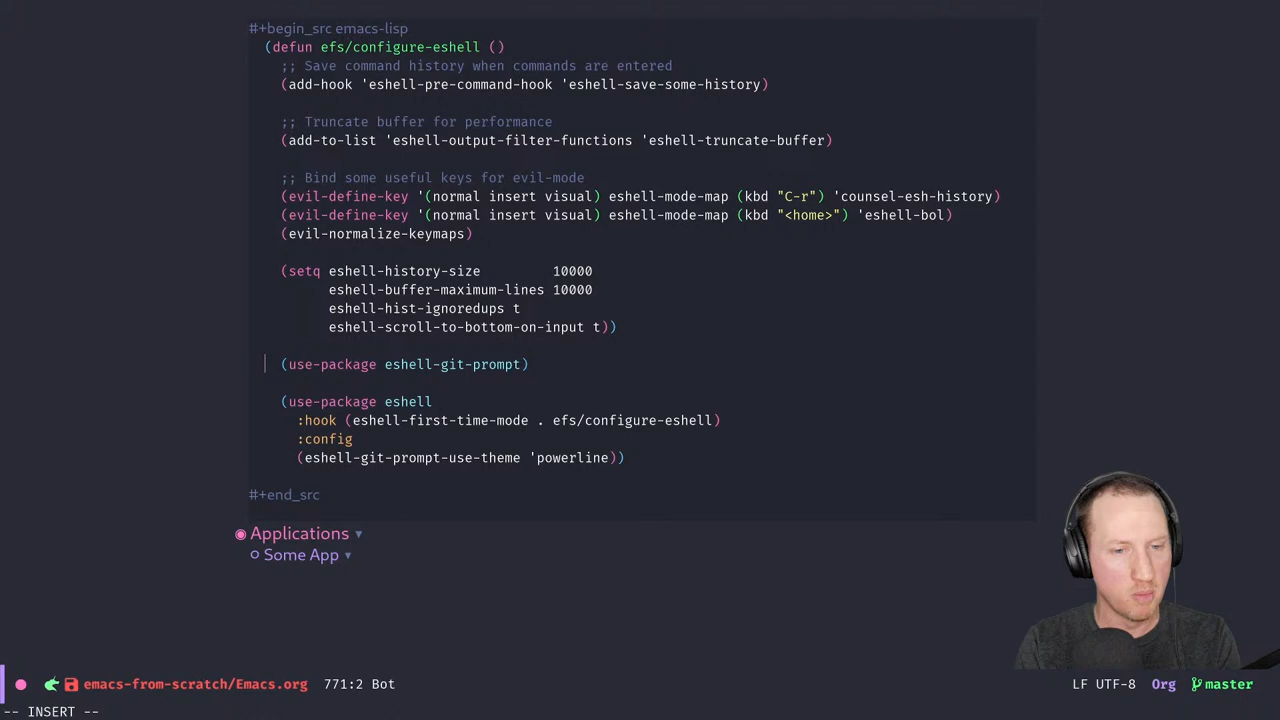 #+begin_src emacs-lisp
(defun efs/configure-eshell ()
;; Save command history when commands are entered
(add-hook 'eshell-pre-command-hook 'eshell-save-some-history)
;; Truncate buffer for performance
(add-to-list 'eshell-output-filter-functions 'eshell-truncate-buffer)
;; Bind some useful keys for evil-mode
(evil-define-key '(normal insert visual) eshell-mode-map (kbd "C-r") 'counsel-esh-history)
(evil-define-key '(normal insert visual) eshell-mode-map (kbd "<home>") 'eshell-bol)
(evil-normalize-keymaps)
(setq eshell-history-size 10000
eshell-buffer-maximum-lines 10000
eshell-hist-ignoredups t
eshell-scroll-to-bottom-on-input t))
(use-package eshell-git-prompt)
(use-package eshell
:hook (eshell-first-time-mode . efs/configure-eshell)
:config
(eshell-git-prompt-use-theme 'powerline))
#+end_src
Applications
Some App
emacs-from-scratch/Emacs.org 771:2 Bot LF UTF-8 Org master
-- INSERT --